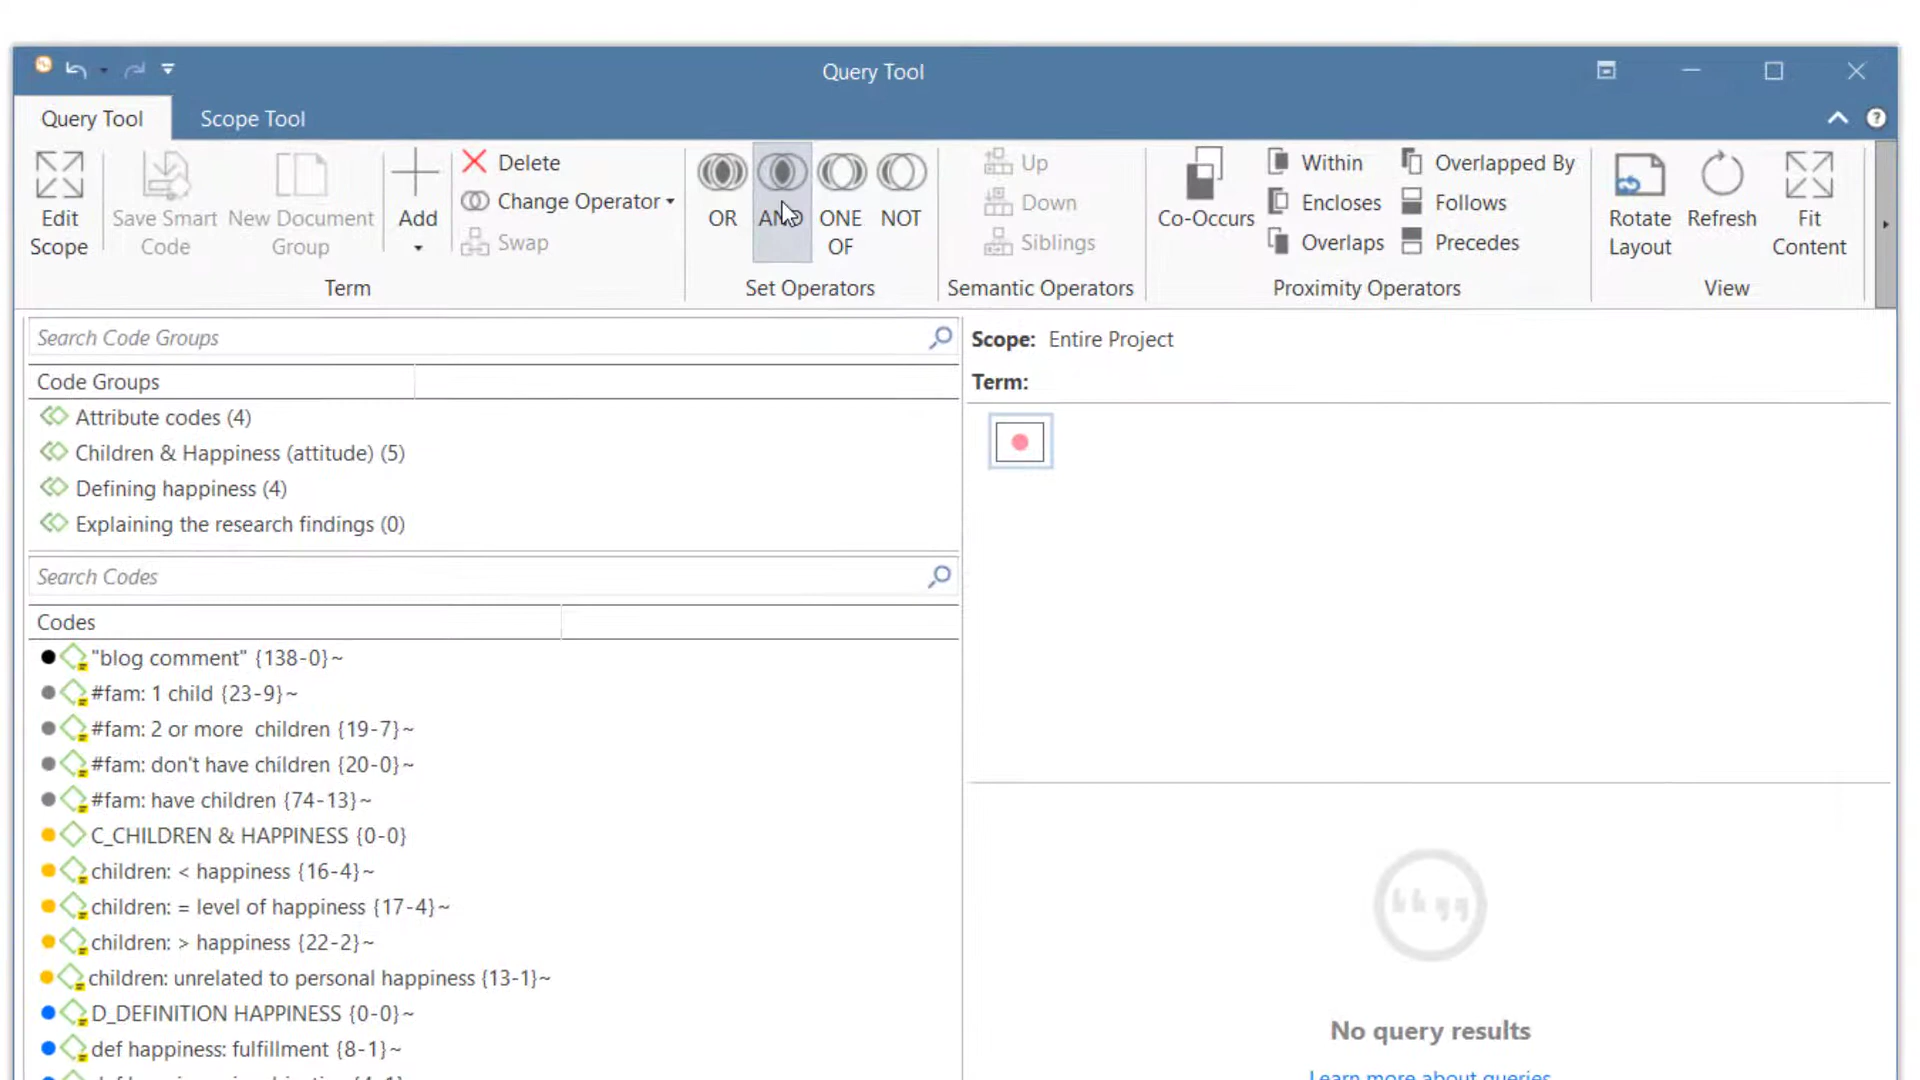 Query Tool
Query Tool
Scope Tool
Edit
Scope
Save Smart
Code
New Document
Group
Add
Delete
Change Operator
Swap
Term
OR
AND
ONE
OF
NOT
Set Operators
Up
Down
Siblings
Semantic Operators
Co-Occurs
Within
Encloses
Overlaps
Overlapped By
Follows
Precedes
Proximity Operators
Rotate
Layout
Refresh
Fit
Content
View
Search Code Groups
Code Groups
Attribute codes (4)
Children & Happiness (attitude) (5)
Defining happiness (4)
Explaining the research findings (0)
Search Codes
Codes
"blog comment" {138-0}~
#fam: 1 child {23-9}~
#fam: 2 or more  children {19-7}~
#fam: don't have children {20-0}~
#fam: have children {74-13}~
C_CHILDREN & HAPPINESS {0-0}
children: < happiness {16-4}~
children: = level of happiness {17-4}~
children: > happiness {22-2}~
children: unrelated to personal happiness {13-1}~
D_DEFINITION HAPPINESS {0-0}~
def happiness: fulfillment {8-1}~
Scope: Entire Project
Term:
No query results
Learn more about queries